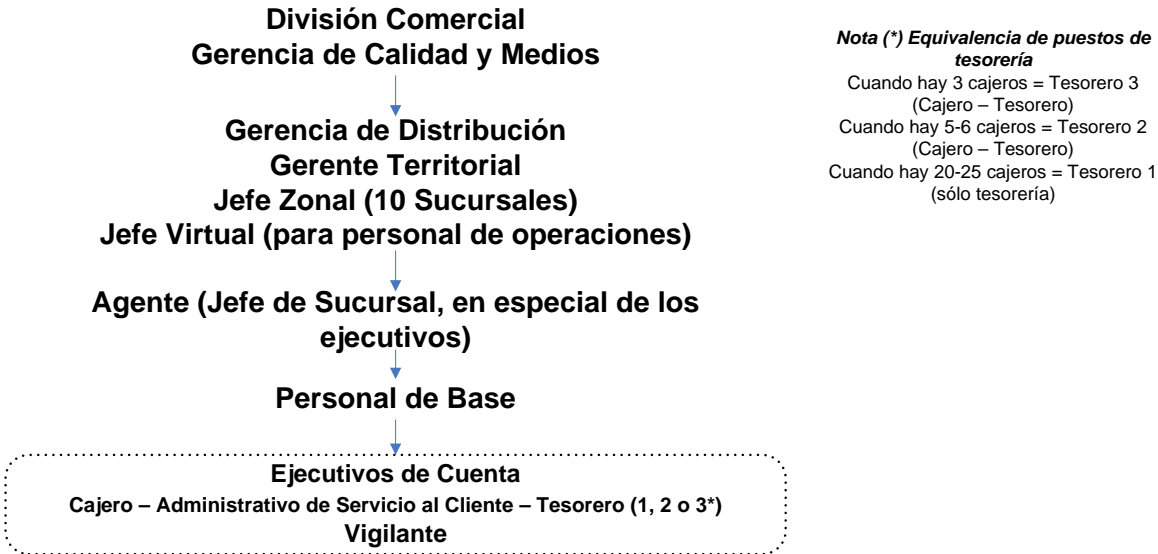 División Comercial
Gerencia de Calidad y Medios
Gerencia de Distribución
Gerente Territorial
Jefe Zonal (10 Sucursales)
Jefe Virtual (para personal de operaciones)
Agente (Jefe de Sucursal, en especial de los
ejecutivos)
Personal de Base
Ejecutivos de Cuenta
Cajero – Administrativo de Servicio al Cliente – Tesorero (1, 2 o 3*)
Vigilante
Nota (*) Equivalencia de puestos de
tesorería
Cuando hay 3 cajeros = Tesorero 3
(Cajero – Tesorero)
Cuando hay 5-6 cajeros = Tesorero 2
(Cajero – Tesorero)
Cuando hay 20-25 cajeros = Tesorero 1
(sólo tesorería)